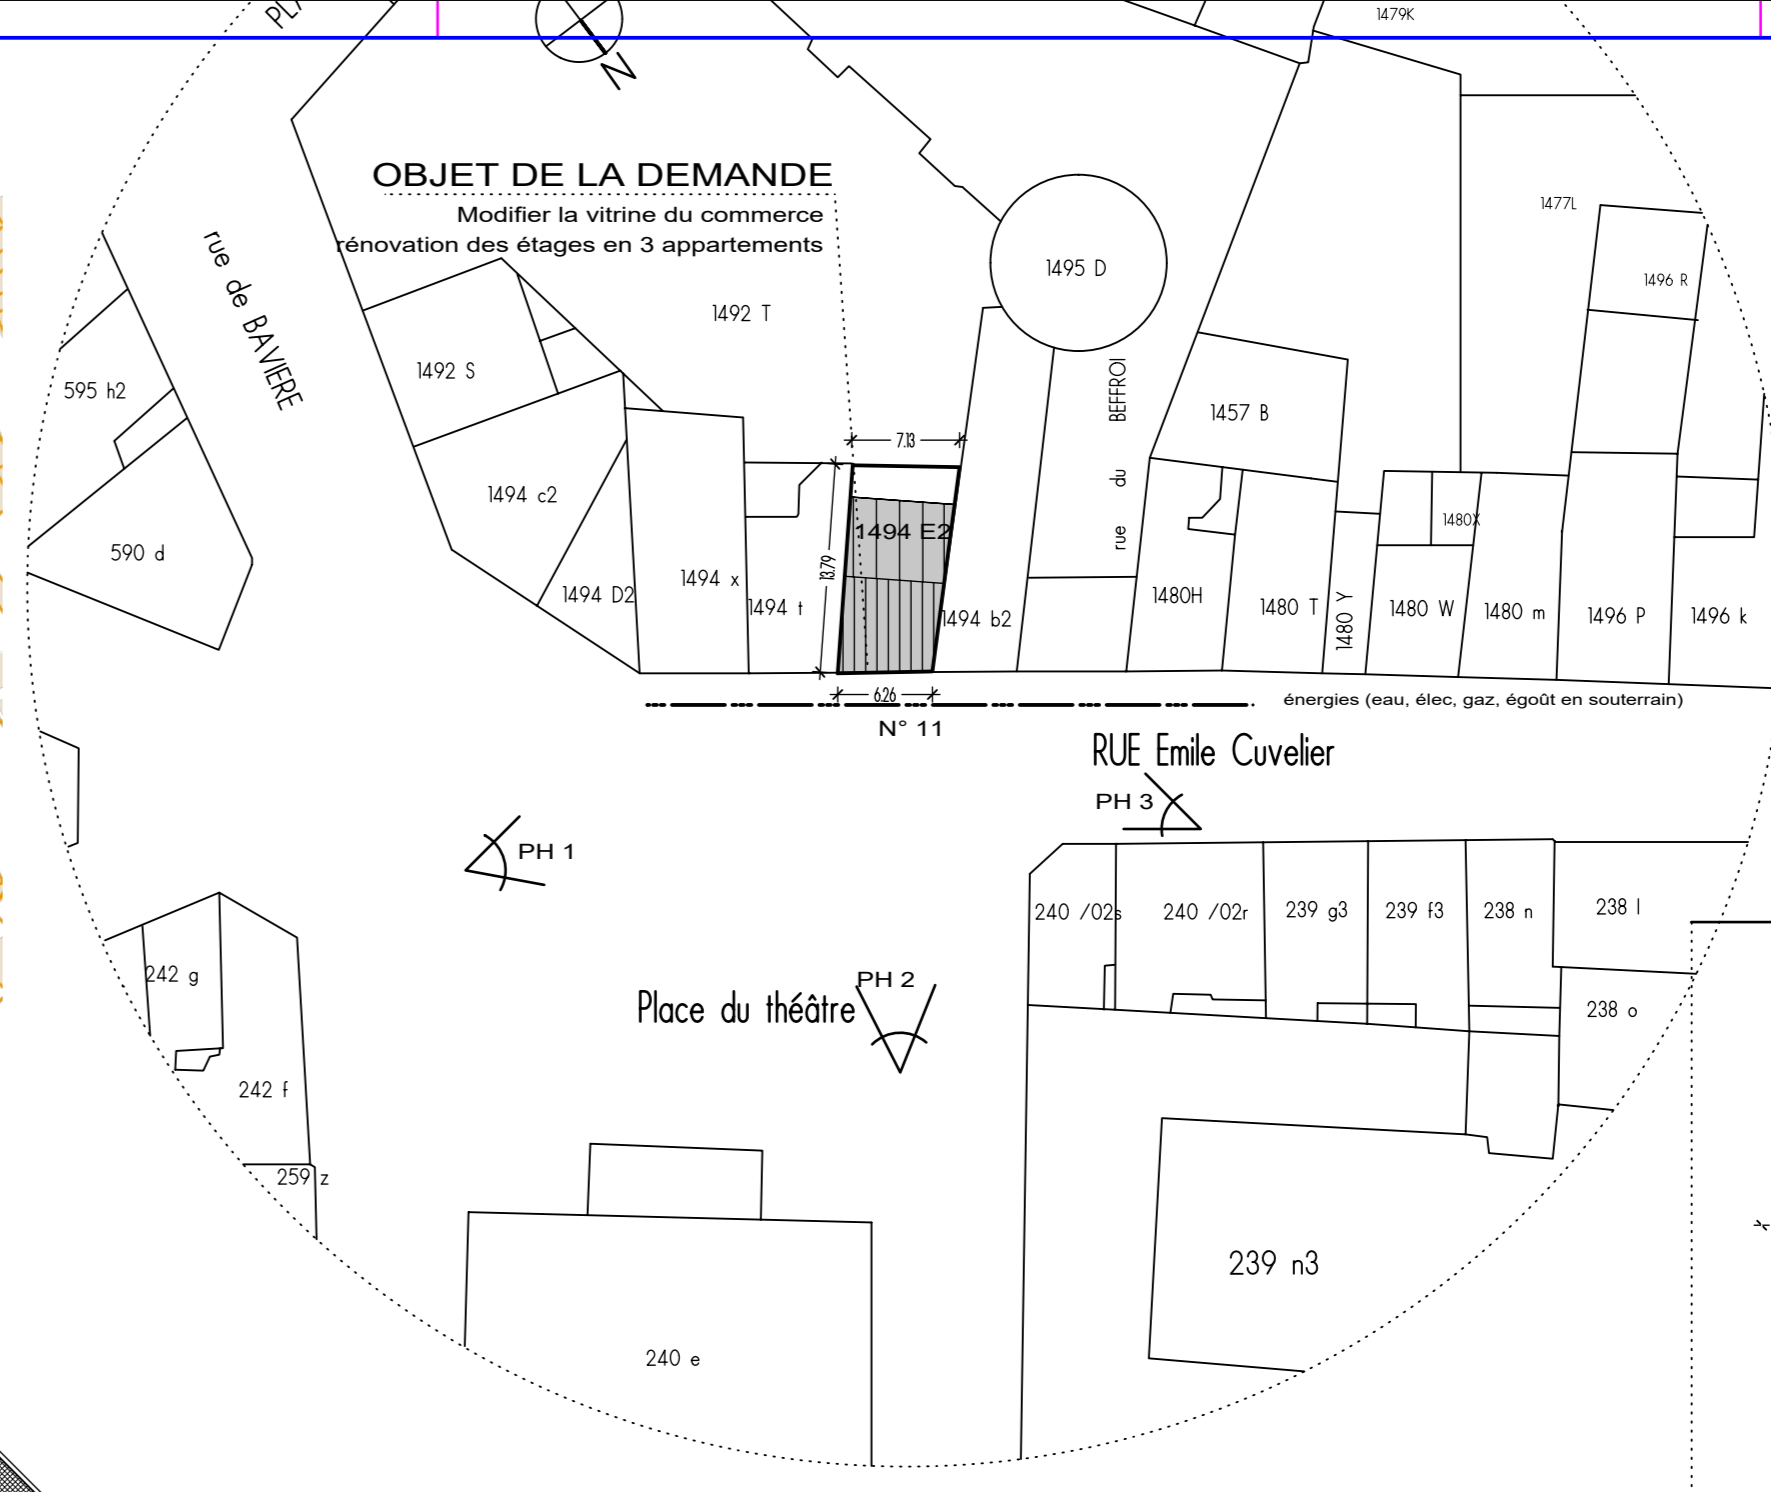 1479K
N
OBJET DE LA DEMANDE
Modifier la vitrine du commerce
rénovation des étages en 3 appartements
rue de BAVIERE
1477L
1496 R
1495 D
1492 T
1492 S
595 h2
rue du BEFFROI
1457 B
7.13
13.79
1494 E2
1494 c2
590 d
1494 D2
1494 x
1494 t
1494 b2
1480H
1480 T
1480 Y
1480X
1480 W
1480 m
1496 P
1496 k
6.26
énergies (eau, élec, gaz, égoût en souterrain)
N° 11
RUE Emile Cuvelier
PH 3
PH 1
240 /02s
240 /02r
239 g3
239 f3
238 n
238 l
242 g
PH 2
Place du théâtre
238 o
242 f
259 z
239 n3
240 e